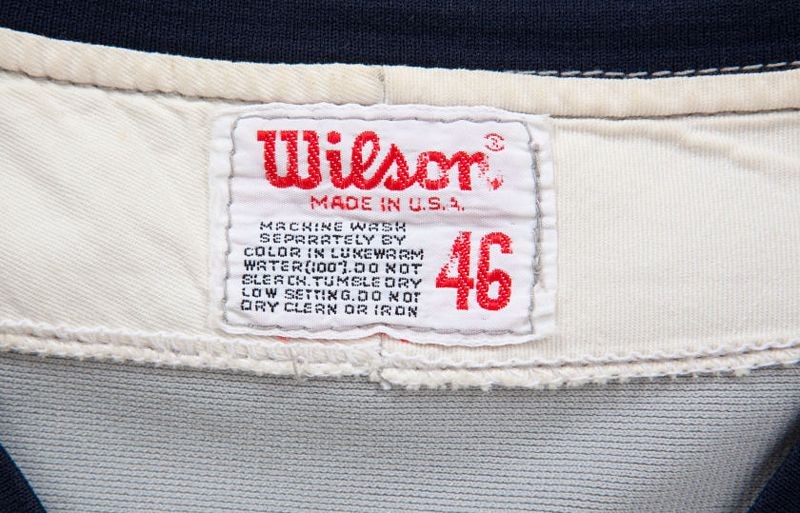 Wilson ®
MADE IN U.S.A.
MACHINE WASH
SEPARATELY BY
COLOR IN LUKEWARM
WATER(100°).DO NOT
BLEACH.TUMBLE DRY
LOW SETTING.DO NOT
DRY CLEAN OR IRON
46